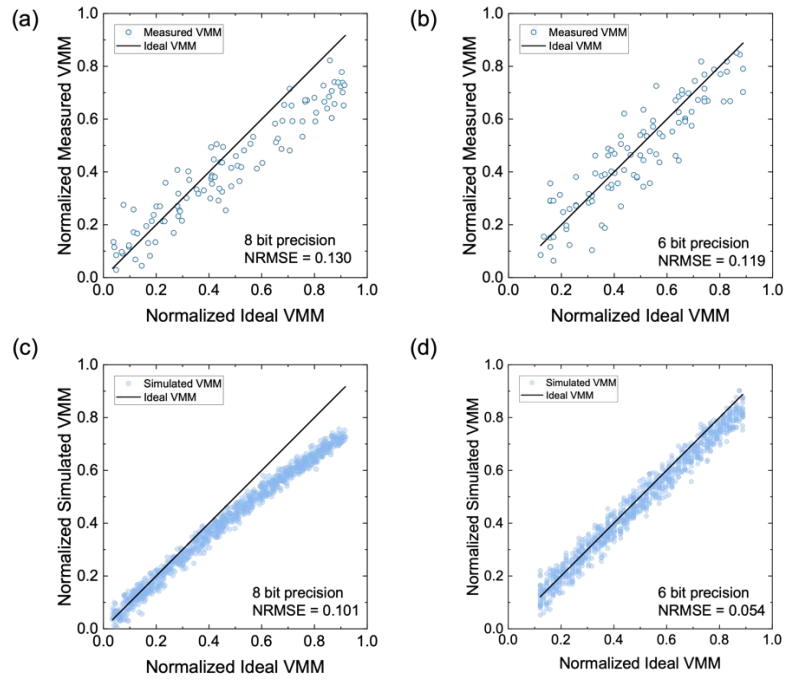 (a)
1.0
0.8
0.6
0.4
0.2
0.0
0.0 0.2 0.4 0.6 0.8 1.0
Normalized Measured VMM
Normalized Ideal VMM
Measured VMM
Ideal VMM
8 bit precision
NRMSE = 0.130
(b)
1.0
0.8
0.6
0.4
0.2
0.0
0.0 0.2 0.4 0.6 0.8 1.0
Normalized Measured VMM
Normalized Ideal VMM
Measured VMM
Ideal VMM
6 bit precision
NRMSE = 0.119
(c)
1.0
0.8
0.6
0.4
0.2
0.0
0.0 0.2 0.4 0.6 0.8 1.0
Normalized Simulated VMM
Normalized Ideal VMM
Simulated VMM
Ideal VMM
8 bit precision
NRMSE = 0.101
(d)
1.0
0.8
0.6
0.4
0.2
0.0
0.0 0.2 0.4 0.6 0.8 1.0
Normalized Simulated VMM
Normalized Ideal VMM
Simulated VMM
Ideal VMM
6 bit precision
NRMSE = 0.054